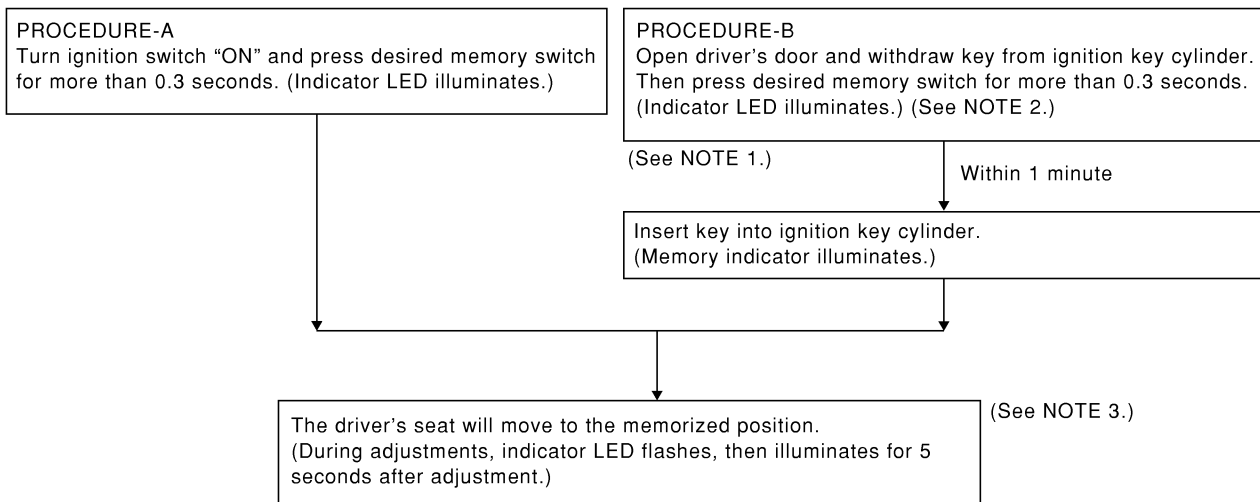 PROCEDURE-A
Turn ignition switch “ON” and press desired memory switch
for more than 0.3 seconds. (Indicator LED illuminates.)
PROCEDURE-B
Open driver’s door and withdraw key from ignition key cylinder.
Then press desired memory switch for more than 0.3 seconds.
(Indicator LED illuminates.) (See NOTE 2.)
(See NOTE 1.)
Within 1 minute
Insert key into ignition key cylinder.
(Memory indicator illuminates.)
The driver’s seat will move to the memorized position.
(During adjustments, indicator LED flashes, then illuminates for 5
seconds after adjustment.)
(See NOTE 3.)